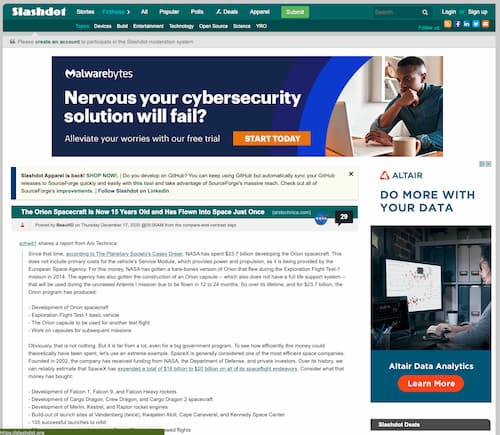 Slashdot
Stories
Firehose >
All
Popular
Polls
Deals
Apparel
Submit
Login or Sign up
Topics: Devices Build Entertainment Technology Open Source Science YRO
Follow us:
Please create an account to participate in the Slashdot moderation system
Malwarebytes
Nervous your cybersecurity
solution will fail?
Alleviate your worries with our free trial
START TODAY
Slashdot Apparel is back! SHOP NOW!. | Do you develop on GitHub? You can keep using GitHub but automatically sync your GitHub
releases to SourceForge quickly and easily with this tool and take advantage of SourceForge's massive reach. Check out all of
SourceForge's improvements. | Follow Slashdot on LinkedIn
ALTAIR
DO MORE WITH
The Orion Spacecraft Is Now 15 Years Old and Has Flown Into Space Just Once (arstechnica.com)
29
Posted by BeauHD on Thursday December 17, 2020 @05:00AM from the compare-and-contrast dept.
schwit1 shares a report from Ars Technica:
Since that time, according to The Planetary Society's Casey Dreier, NASA has spent $23.7 billion developing the Orion spacecraft. This
does not include primary costs for the vehicle's Service Module, which provides power and propulsion, as it is being provided by the
European Space Agency. For this money, NASA has gotten a bare-bones version of Orion that flew during the Exploration Flight Test-1
mission in 2014. The agency has also gotten the construction of an Orion capsule -- which also does not have a full life support system --
that will be used during the uncrewed Artemis I mission due to be flown in 12 to 24 months. So over its lifetime, and for $23.7 billion, the
Orion program has produced:
- Development of Orion spacecraft
- Exploration Flight Test-1 basic vehicle
- The Orion capsule to be used for another test flight
- Work on capsules for subsequent missions
Obviously, that is not nothing. But it is far from a lot, even for a big government program. To see how efficiently this money could
theoretically have been spent, let's use an extreme example. SpaceX is generally considered one of the most efficient space companies.
Founded in 2002, the company has received funding from NASA, the Department of Defense, and private investors. Over its history, we
can reliably estimate that SpaceX has expended a total of $16 billion to $20 billion on all of its spaceflight endeavors. Consider what that
money has bought:
- Development of Falcon 1, Falcon 9, and Falcon Heavy rockets
- Development of Cargo Dragon, Crew Dragon, and Cargo Dragon 2 spacecraft
- Development of Merlin, Kestrel, and Raptor rocket engines
- Build-out of launch sites at Vandenberg (twice), Kwajalein Atoll, Cape Canaveral, and Kennedy Space Center
- 105 successful launches to orbit
Altair Data Analytics
Learn More
Slashdot Deals
https://slashdot.org